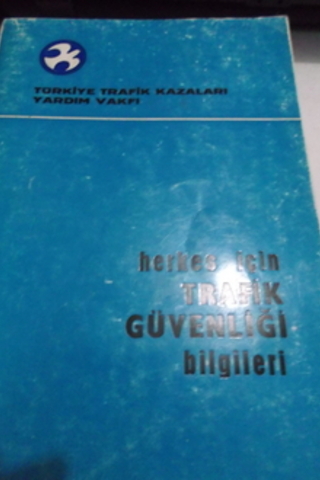 TÜRKİYE TRAFİK KAZALARI
YARDIM VAKFI
herkes için
TRAFİK
GÜVENLİĞİ
bilgileri